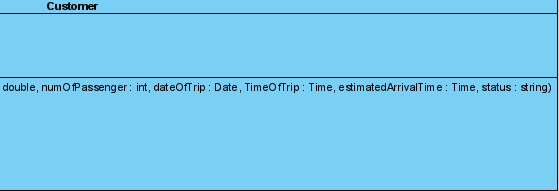 Customer
double, numOfPassenger : int, dateOfTrip : Date, TimeOfTrip : Time, estimatedArrivalTime : Time, status : string)